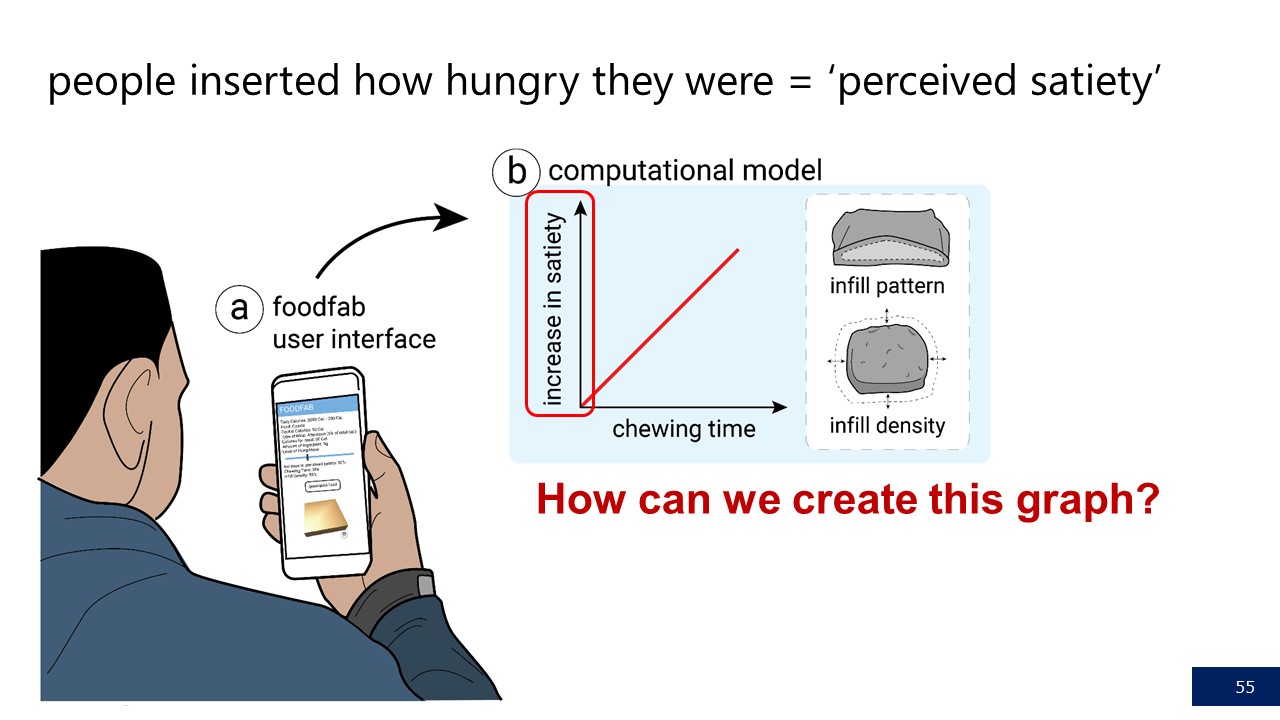 people inserted how hungry they were = ‘perceived satiety’
b computational model
increase in satiety
chewing time
infill pattern
infill density
a foodfab
user interface
FOODFAB
How can we create this graph?
55